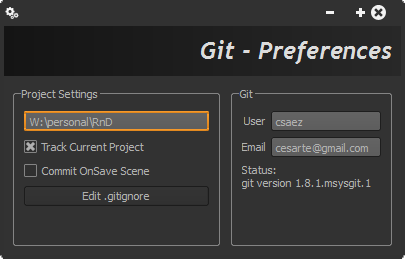 Git - Preferences
Project Settings
W:\personal\RnD
Track Current Project
Commit OnSave Scene
Edit .gitignore
Git
User csaez
Email cesarte@gmail.com
Status:
git version 1.8.1.msysgit.1